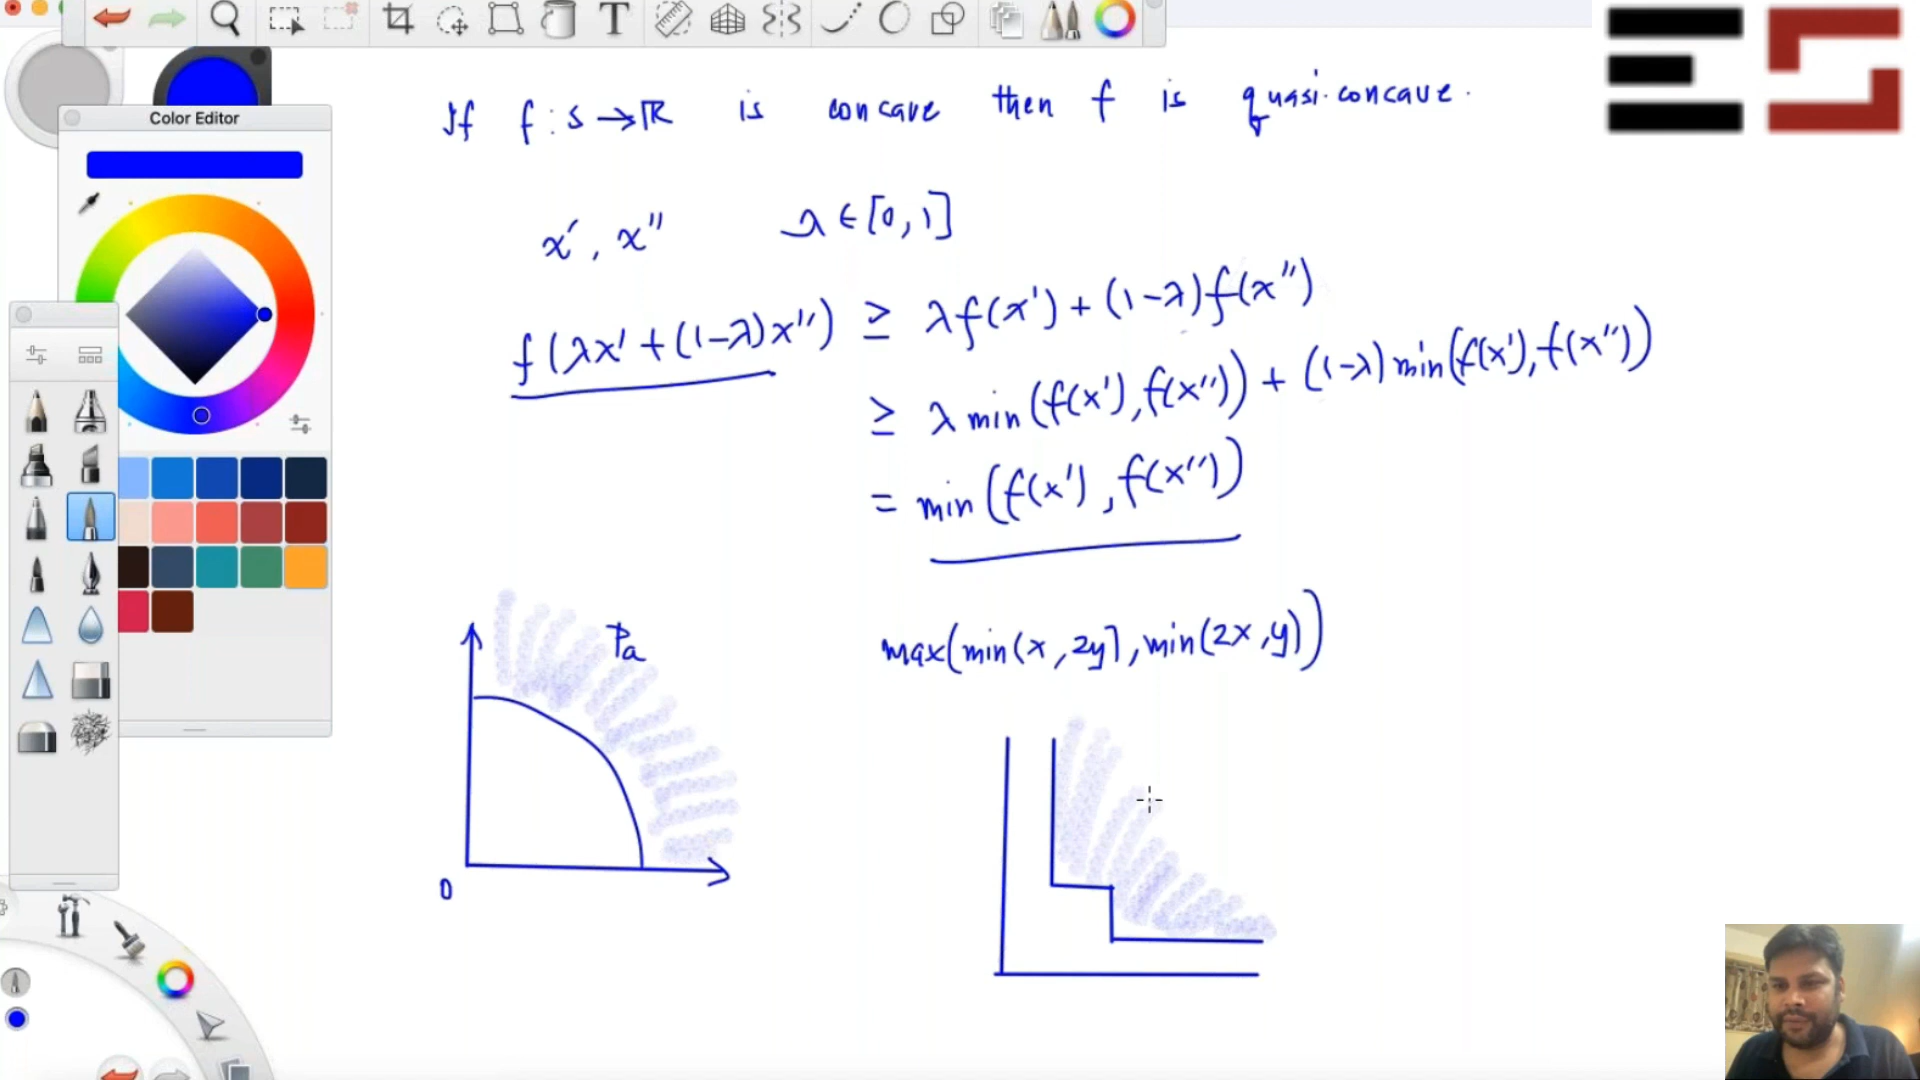 Color Editor
If f : S → ℝ is concave then f is quasi-concave.
x′, x″ λ ∈ [0, 1]
f(λx′ + (1-λ)x″) ≥ λf(x′) + (1-λ)f(x″)
≥ λ min(f(x′), f(x″)) + (1-λ) min(f(x′), f(x″))
= min(f(x′), f(x″))
Pa
max(min(x, 2y), min(2x, y))
0
ES